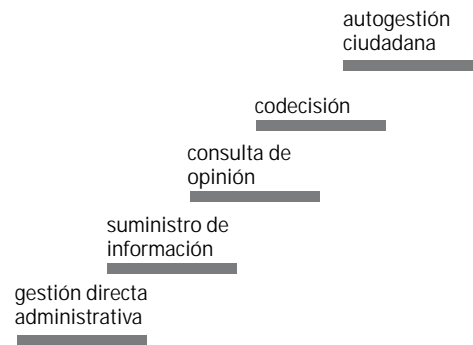 autogestión
ciudadana
codecisión
consulta de
opinión
suministro de
información
gestión directa
administrativa